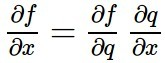 ∂f/∂x = ∂f/∂q ∂q/∂x